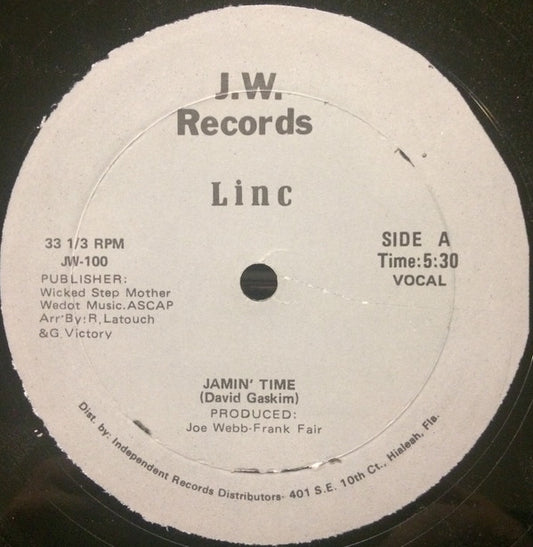 J.W.
Records
Linc
33 1/3 RPM
JW-100
PUBLISHER:
Wicked Step Mother
Wedot Music.ASCAP
Arr·By:R,Latouch
&G.Victory
SIDE A
Time:5:30
VOCAL
JAMIN' TIME
(David Gaskim)
PRODUCED:
Joe Webb-Frank Fair
Dist. by: Independent Records Distributors- 401 S.E. 10th Ct., Hialeah, Fla.